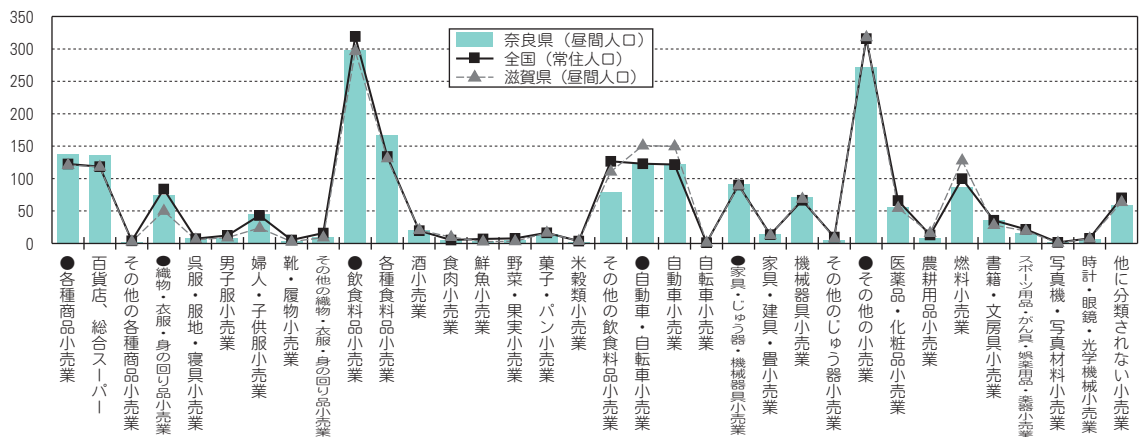 350
300
250
200
150
100
50
0
奈良県（昼間人口）
全国（常住人口）
滋賀県（昼間人口）
●各種商品小売業
百貨店、総合スーパー
その他の各種商品小売業
●織物・衣服・身の回り品小売業
呉服・服地・寝具小売業
男子服小売業
婦人・子供服小売業
靴・履物小売業
その他の織物・衣服・身の回り品小売業
●飲食料品小売業
各種食料品小売業
酒小売業
食肉小売業
鮮魚小売業
野菜・果実小売業
菓子・パン小売業
米穀類小売業
その他の飲食料品小売業
●自動車・自転車小売業
自動車小売業
自転車小売業
●家具・じゅう器・機械器具小売業
家具・建具・畳小売業
機械器具小売業
その他のじゅう器小売業
●その他の小売業
医薬品・化粧品小売業
農耕用品小売業
燃料小売業
書籍・文房具小売業
スポーツ用品・がん具・娯楽用品・楽器小売業
写真機・写真材料小売業
時計・眼鏡・光学機械小売業
他に分類されない小売業